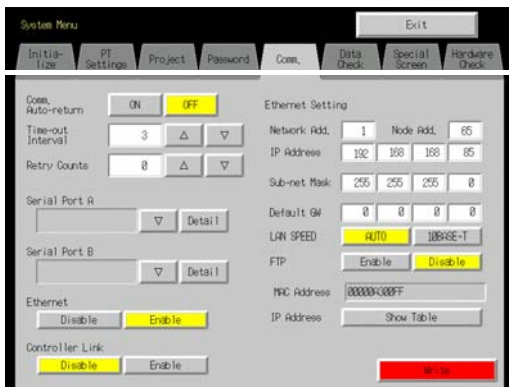 System Menu
Exit
Initia-
lize
PT
Settings
Project
Password
Comm.
Data
Check
Special
Screen
Hardware
Check
Comm.
Auto-return
ON
OFF
Time-out
Interval
3
△
▽
Retry Counts
0
△
▽
Serial Port A
▽
Detail
Serial Port B
▽
Detail
Ethernet
Disable
Enable
Controller Link
Disable
Enable
Ethernet Setting
Network Add.
1
Node Add.
65
IP Address
192
168
168
85
Sub-net Mask
255
255
255
0
Default GW
0
0
0
0
LAN SPEED
AUTO
10BASE-T
FTP
Enable
Disable
MAC Address
00000A300FF
IP Address
Show Table
Write